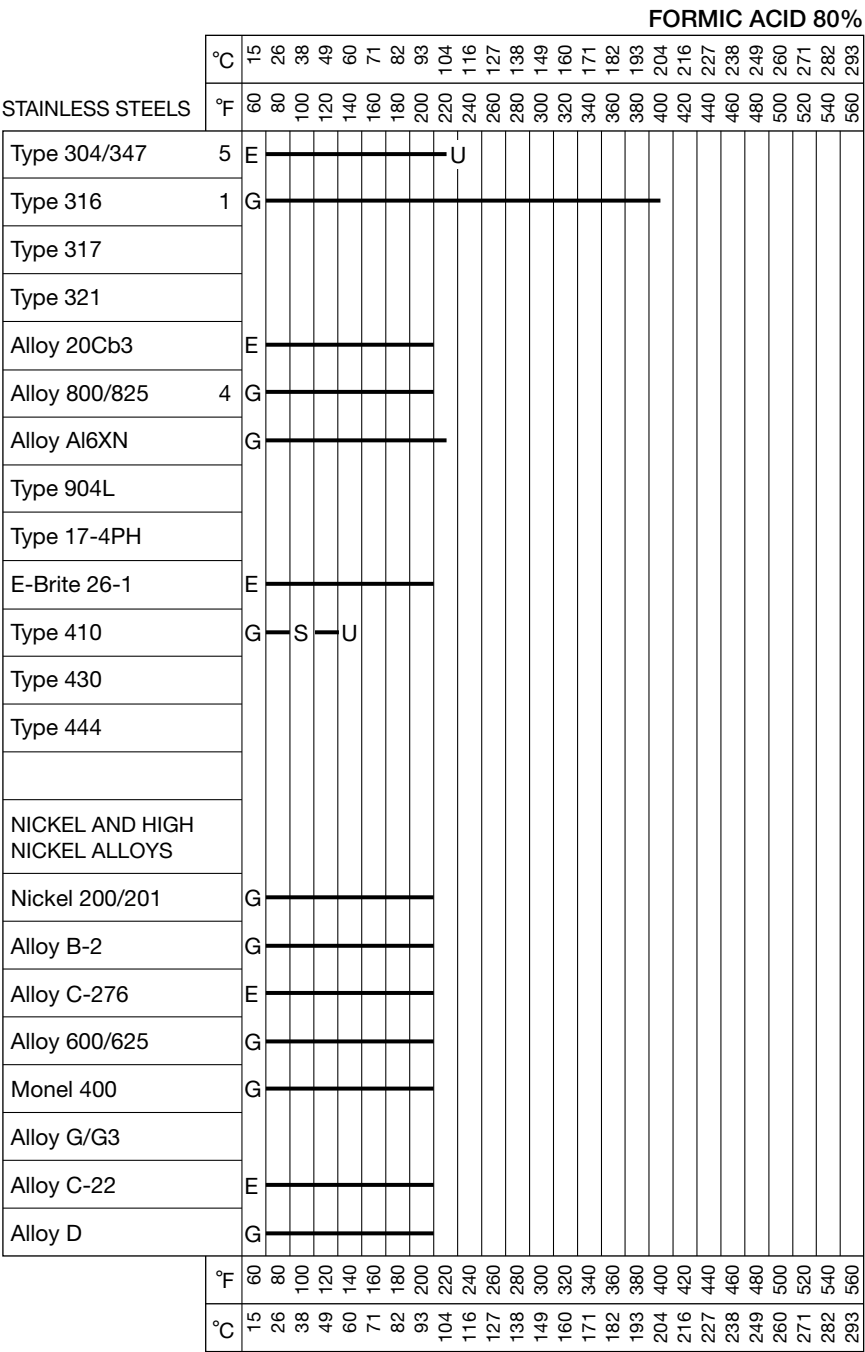 FORMIC ACID 80%
°C 15 26 38 49 60 71 82 93 104 116 127 138 149 160 171 182 193 204 216 227 238 249 260 271 282 293
STAINLESS STEELS °F 60 80 100 120 140 160 180 200 220 240 260 280 300 320 340 360 380 400 420 440 460 480 500 520 540 560
Type 304/347 5 E U
Type 316 1 G
Type 317
Type 321
Alloy 20Cb3 E
Alloy 800/825 4 G
Alloy Al6XN G
Type 904L
Type 17-4PH
E-Brite 26-1 E
Type 410 G S U
Type 430
Type 444
NICKEL AND HIGH
NICKEL ALLOYS
Nickel 200/201 G
Alloy B-2 G
Alloy C-276 E
Alloy 600/625 G
Monel 400 G
Alloy G/G3
Alloy C-22 E
Alloy D G
°F 60 80 100 120 140 160 180 200 220 240 260 280 300 320 340 360 380 400 420 440 460 480 500 520 540 560
°C 15 26 38 49 60 71 82 93 104 116 127 138 149 160 171 182 193 204 216 227 238 249 260 271 282 293